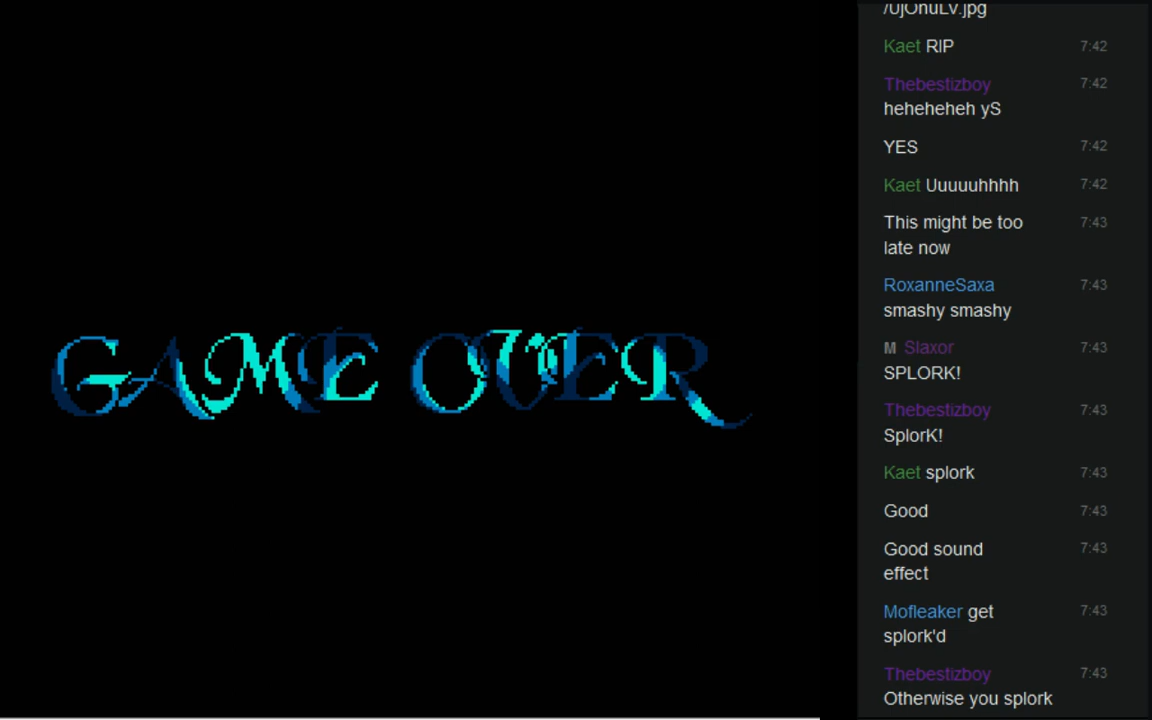 /UjOhuLv.jpg
Kaet RIP 7:42
Thebestizboy 7:42
heheheheh yS
YES 7:42
Kaet Uuuuuhhhh 7:42
This might be too 7:43
late now
RoxanneSaxa 7:43
smashy smashy
M Slaxor 7:43
SPLORK!
Thebestizboy 7:43
SplorK!
Kaet splork 7:43
Good 7:43
Good sound 7:43
effect
Mofleaker get 7:43
splork'd
Thebestizboy 7:43
Otherwise you splork
GAME OVER